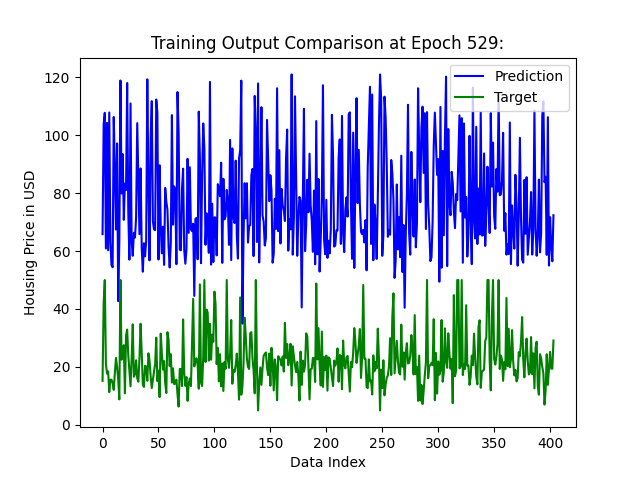 Training Output Comparison at Epoch 529:
Prediction
Target
Housing Price in USD
120
100
80
60
40
20
0
0 50 100 150 200 250 300 350 400
Data Index